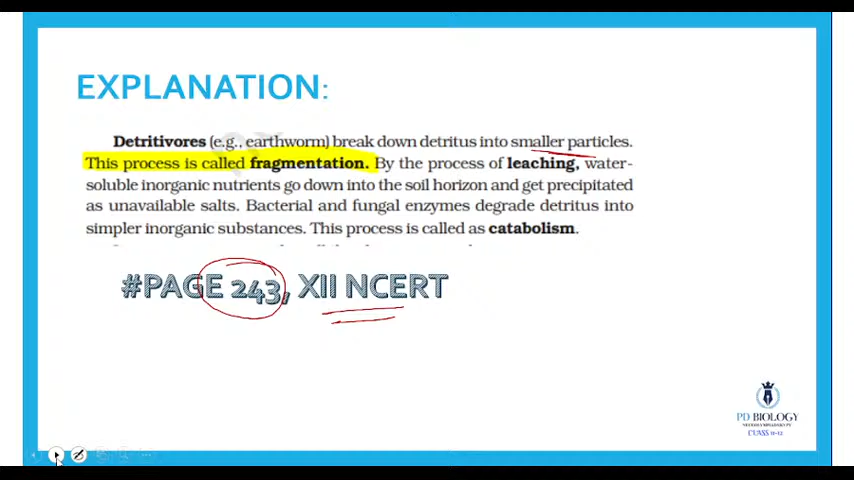 EXPLANATION:
Detritivores (e.g., earthworm) break down detritus into smaller particles.
This process is called fragmentation. By the process of leaching, water-
soluble inorganic nutrients go down into the soil horizon and get precipitated
as unavailable salts. Bacterial and fungal enzymes degrade detritus into
simpler inorganic substances. This process is called as catabolism.
#PAGE 243, XII NCERT
PD BIOLOGY
CLASS 11-12